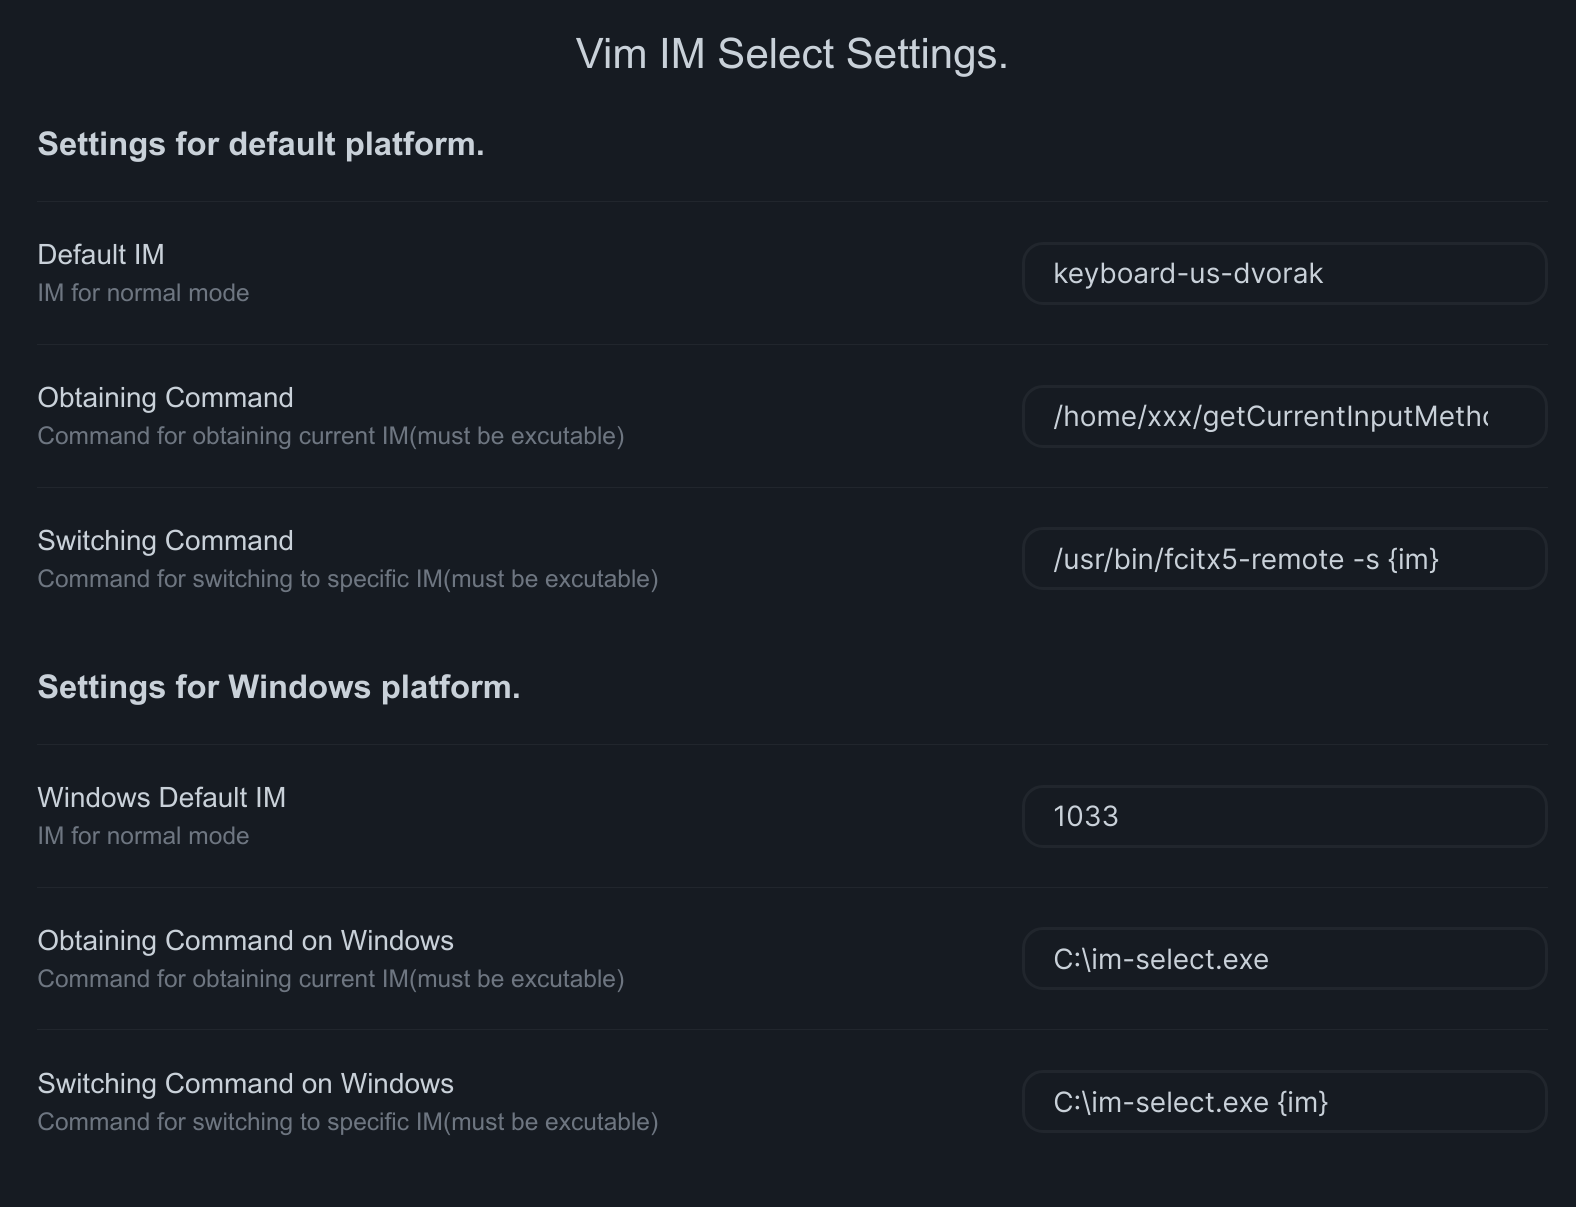 Vim IM Select Settings.
Settings for default platform.
Default IM
IM for normal mode
keyboard-us-dvorak
Obtaining Command
Command for obtaining current IM(must be excutable)
/home/xxx/getCurrentInputMetho
Switching Command
Command for switching to specific IM(must be excutable)
/usr/bin/fcitx5-remote -s {im}
Settings for Windows platform.
Windows Default IM
IM for normal mode
1033
Obtaining Command on Windows
Command for obtaining current IM(must be excutable)
C:\im-select.exe
Switching Command on Windows
Command for switching to specific IM(must be excutable)
C:\im-select.exe {im}